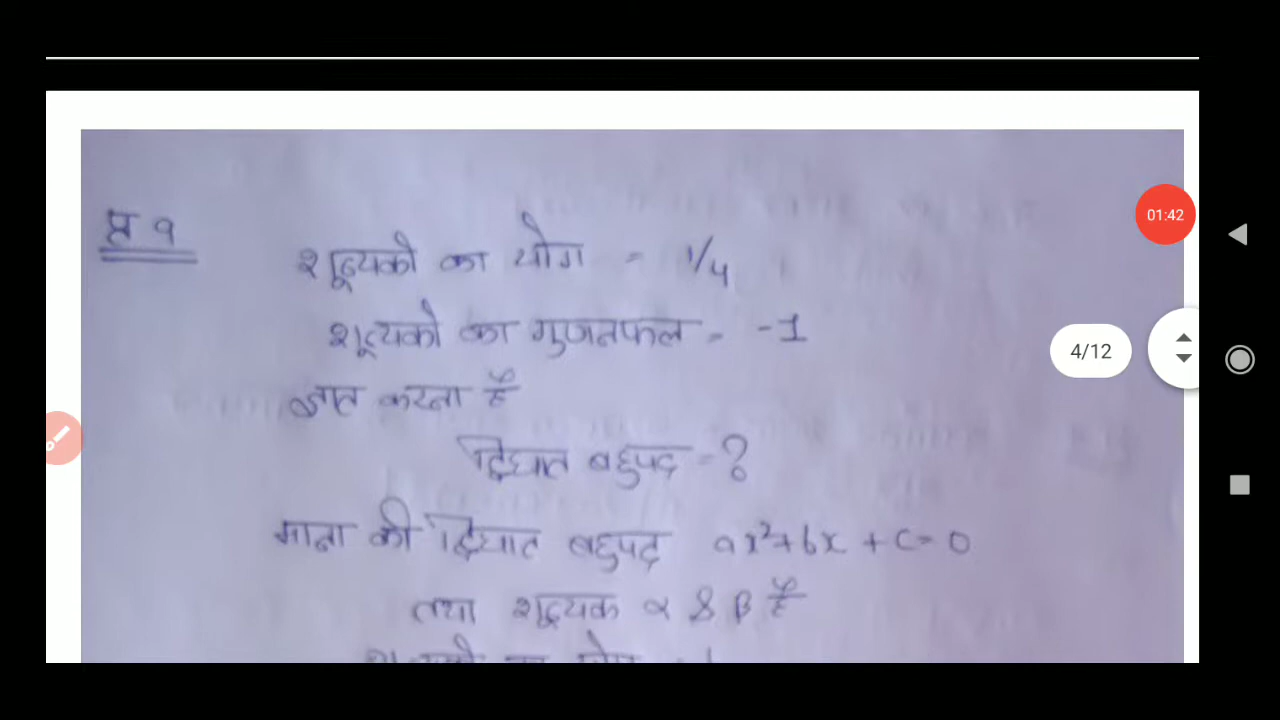 प्र १
शून्यको का योग = 1/4
शून्यको का गुणनफल = -1
ज्ञात करना है
द्विघात बहुपद = ?
माना की द्विघात बहुपद ax²+bx+c=0
तथा शून्यक α & β है
01:42
4/12